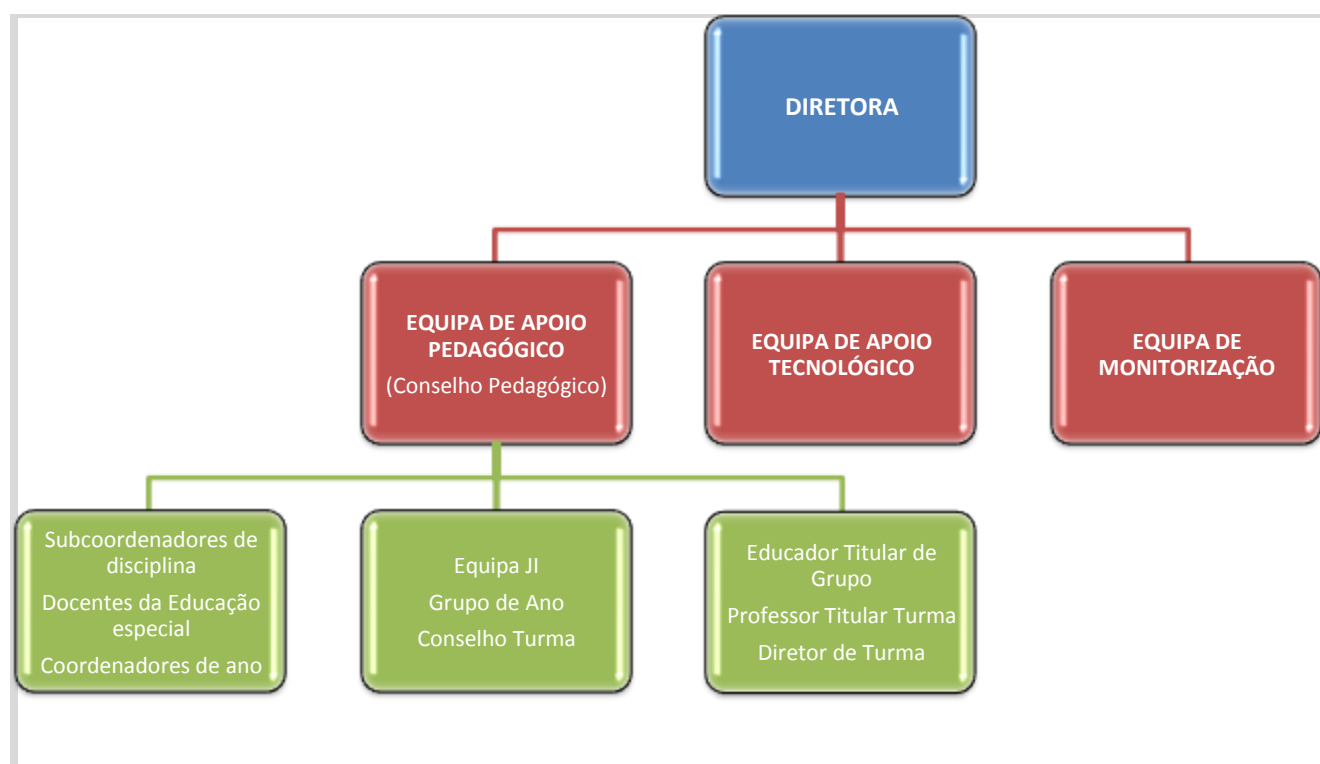 DIRETORA
EQUIPA DE APOIO
PEDAGÓGICO
(Conselho Pedagógico)
EQUIPA DE APOIO
TECNOLÓGICO
EQUIPA DE
MONITORIZAÇÃO
Subcoordenadores de
disciplina
Docentes da Educação
especial
Coordenadores de ano
Equipa JI
Grupo de Ano
Conselho Turma
Educador Titular de
Grupo
Professor Titular Turma
Diretor de Turma